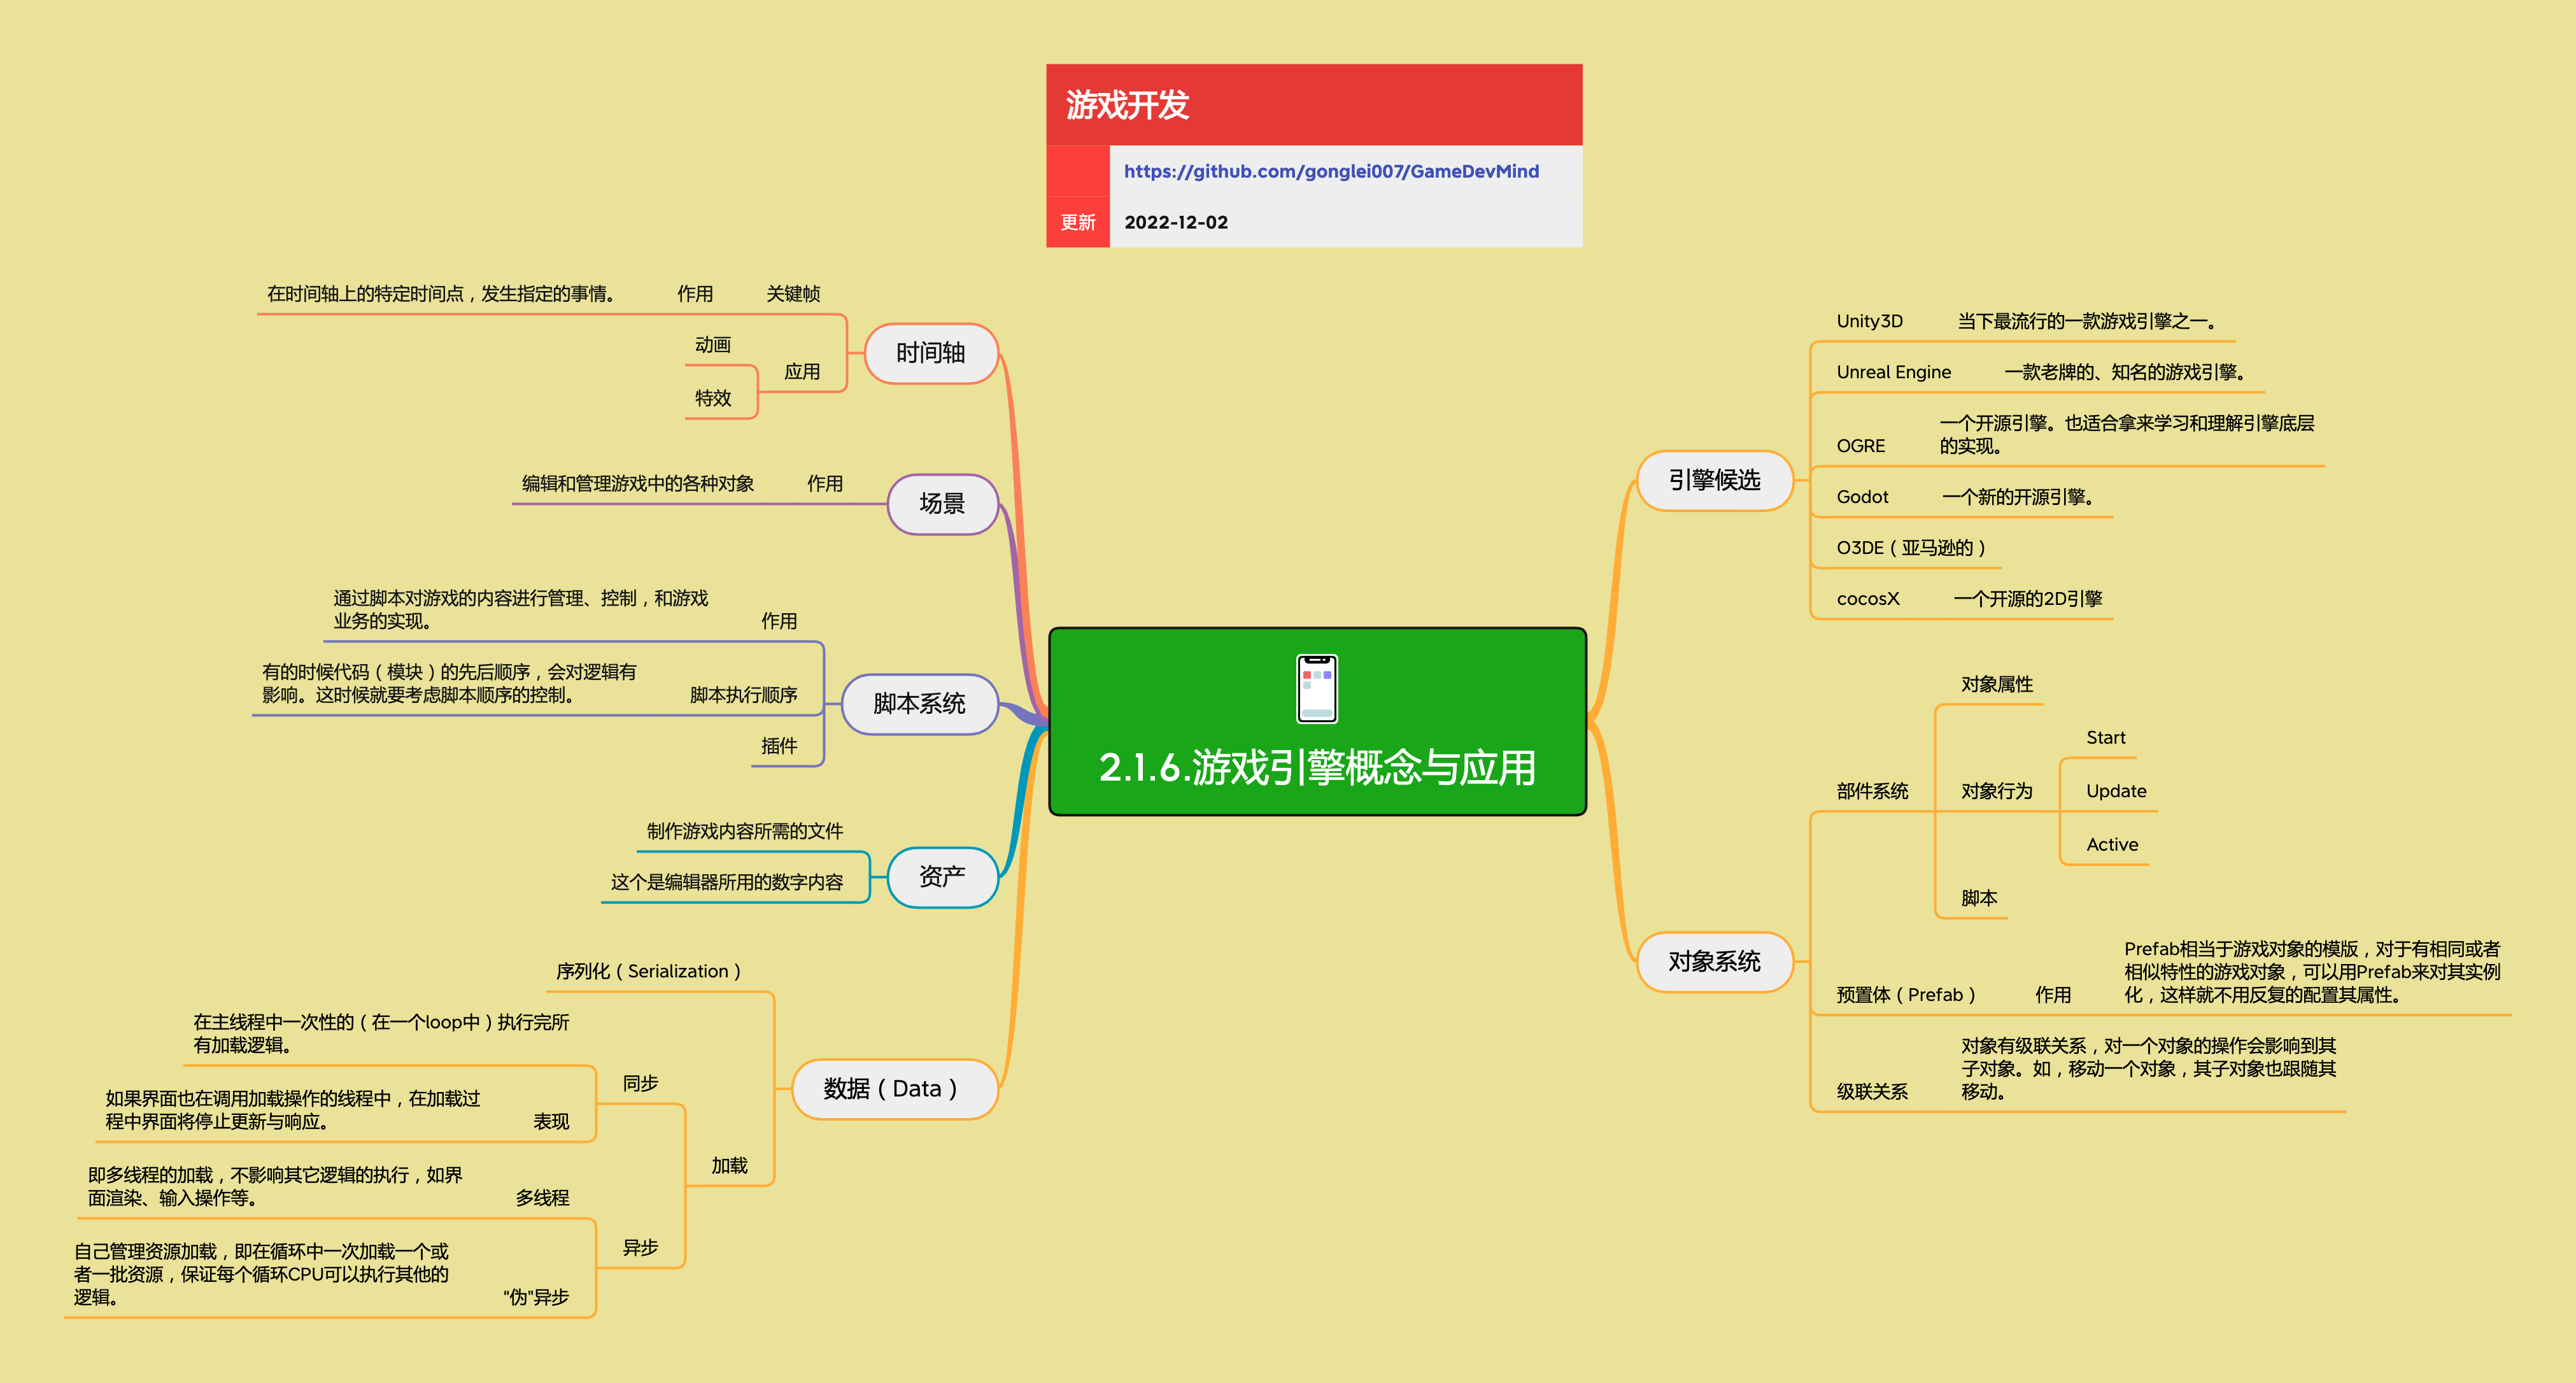 游戏开发
https://github.com/gonglei007/GameDevMind
更新
2022-12-02
2.1.6.游戏引擎概念与应用
引擎候选
Unity3D
当下最流行的一款游戏引擎之一。
Unreal Engine
一款老牌的、知名的游戏引擎。
OGRE
一个开源引擎。也适合拿来学习和理解引擎底层
的实现。
Godot
一个新的开源引擎。
O3DE（亚马逊的）
cocosX
一个开源的2D引擎
对象系统
部件系统
对象属性
对象行为
Start
Update
Active
脚本
预置体（Prefab）
作用
Prefab相当于游戏对象的模版，对于有相同或者
相似特性的游戏对象，可以用Prefab来对其实例
化，这样就不用反复的配置其属性。
级联关系
对象有级联关系，对一个对象的操作会影响到其
子对象。如，移动一个对象，其子对象也跟随其
移动。
时间轴
关键帧
作用
在时间轴上的特定时间点，发生指定的事情。
应用
动画
特效
场景
作用
编辑和管理游戏中的各种对象
脚本系统
作用
通过脚本对游戏的内容进行管理、控制，和游戏
业务的实现。
脚本执行顺序
有的时候代码（模块）的先后顺序，会对逻辑有
影响。这时候就要考虑脚本顺序的控制。
插件
资产
制作游戏内容所需的文件
这个是编辑器所用的数字内容
数据（Data）
序列化（Serialization）
加载
同步
在主线程中一次性的（在一个loop中）执行完所
有加载逻辑。
表现
如果界面也在调用加载操作的线程中，在加载过
程中界面将停止更新与响应。
异步
多线程
即多线程的加载，不影响其它逻辑的执行，如界
面渲染、输入操作等。
"伪"异步
自己管理资源加载，即在循环中一次加载一个或
者一批资源，保证每个循环CPU可以执行其他的
逻辑。